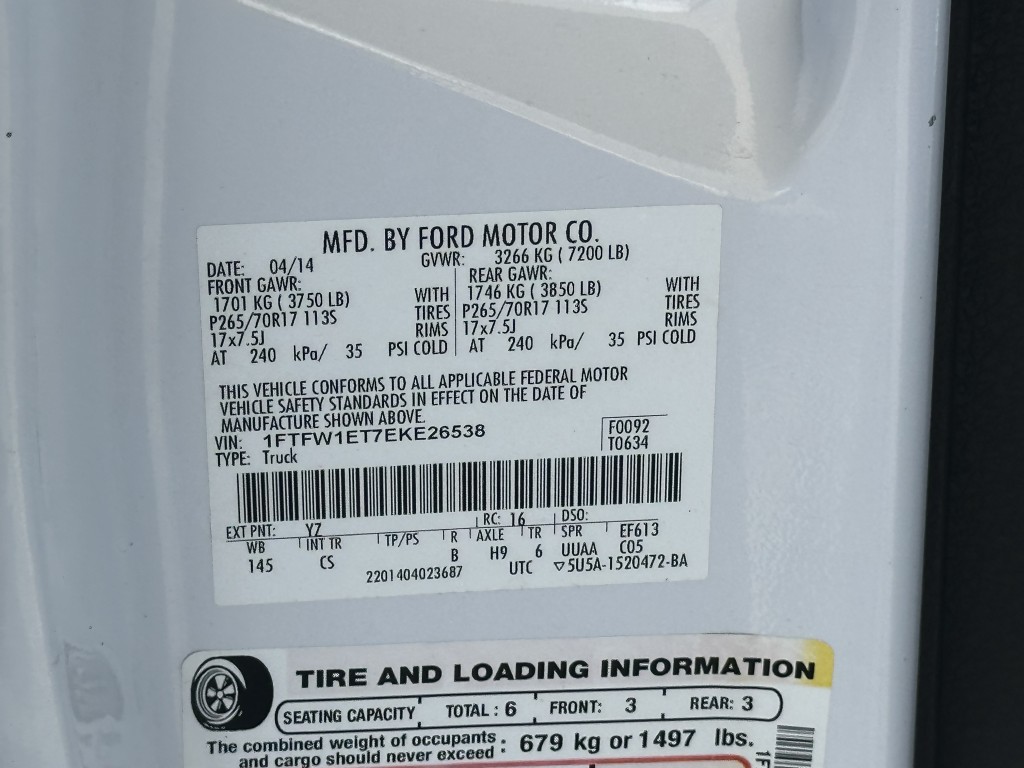 MFD. BY FORD MOTOR CO.
DATE: 04/14 GVWR: 3266 KG ( 7200 LB)
FRONT GAWR: REAR GAWR:
1701 KG ( 3750 LB) WITH 1746 KG ( 3850 LB) WITH
P265/70R17 113S TIRES P265/70R17 113S TIRES
17x7.5J RIMS 17x7.5J RIMS
AT 240 kPa/ 35 PSI COLD AT 240 kPa/ 35 PSI COLD
THIS VEHICLE CONFORMS TO ALL APPLICABLE FEDERAL MOTOR
VEHICLE SAFETY STANDARDS IN EFFECT ON THE DATE OF
MANUFACTURE SHOWN ABOVE.
VIN: 1FTFW1ET7EKE26538 F0092
TYPE: Truck T0634
EXT PNT: YZ RC: 16 DSO:
WB INT TR TP/PS R AXLE TR SPR EF613
145 CS B H9 6 UUAA C05
2201404023687 UTC ▽5U5A-1520472-BA
TIRE AND LOADING INFORMATION
SEATING CAPACITY TOTAL : 6 FRONT: 3 REAR: 3
The combined weight of occupants
and cargo should never exceed : 679 kg or 1497 lbs.
1F